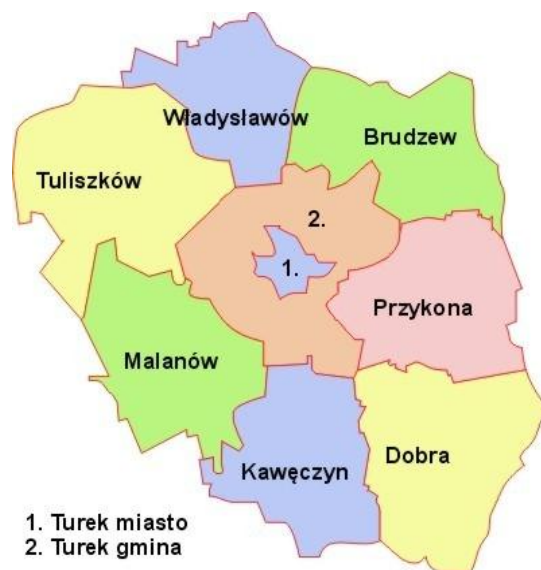 Władysławów
Brudzew
Tuliszków
2.
1.
Przykona
Malanów
Dobra
Kawęczyn
1. Turek miasto
2. Turek gmina